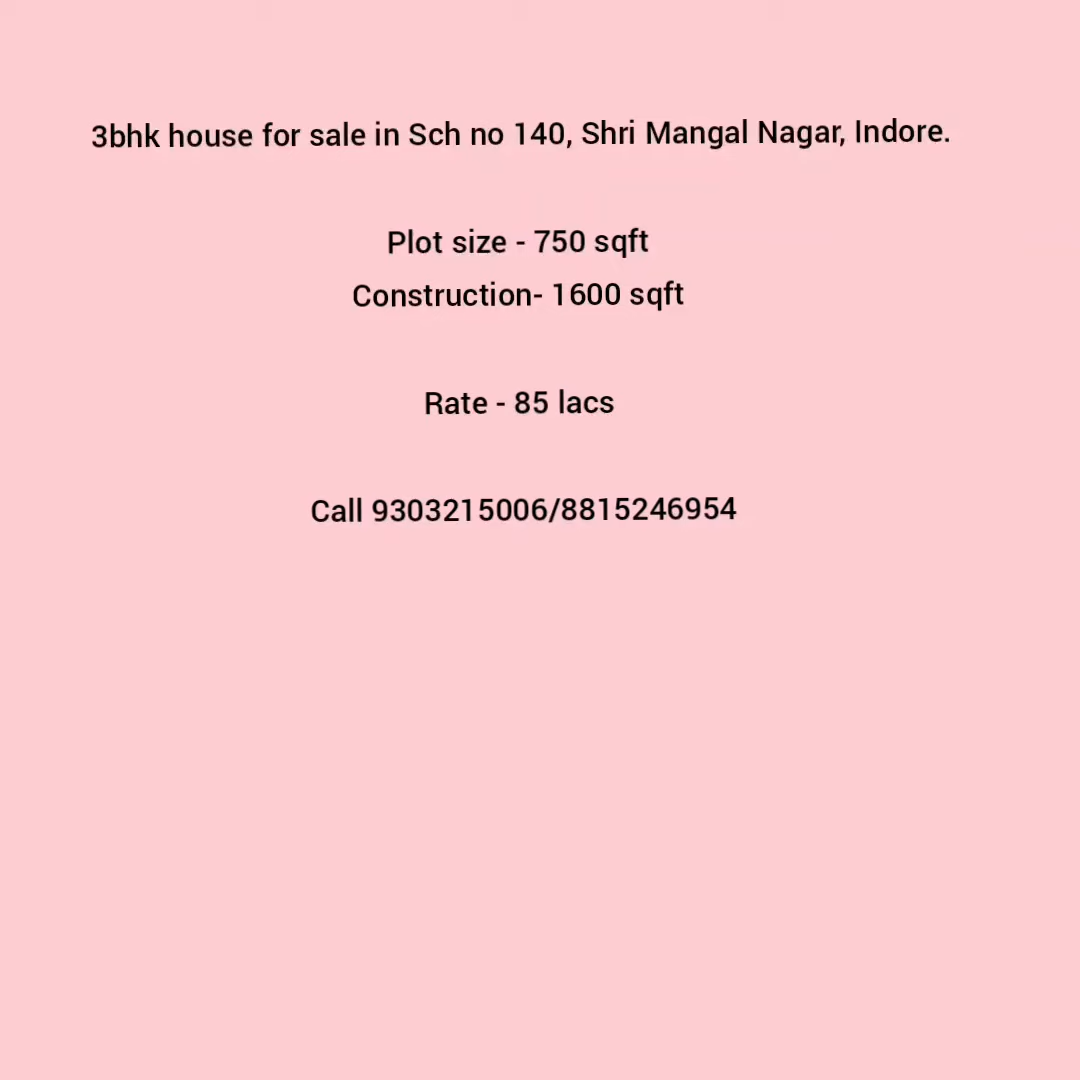 3bhk house for sale in Sch no 140, Shri Mangal Nagar, Indore.
Plot size - 750 sqft
Construction- 1600 sqft
Rate - 85 lacs
Call 9303215006/8815246954